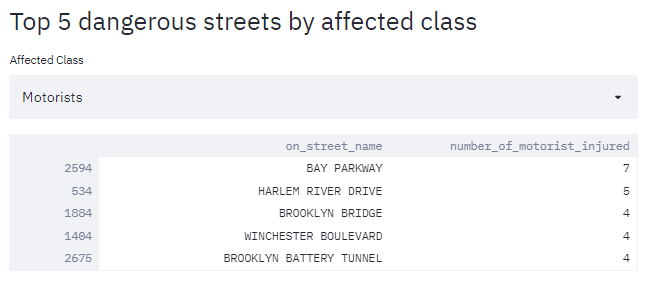 Top 5 dangerous streets by affected class
Affected Class
Motorists
on_street_name number_of_motorist_injured
2594 BAY PARKWAY 7
534 HARLEM RIVER DRIVE 5
1884 BROOKLYN BRIDGE 4
1404 WINCHESTER BOULEVARD 4
2675 BROOKLYN BATTERY TUNNEL 4